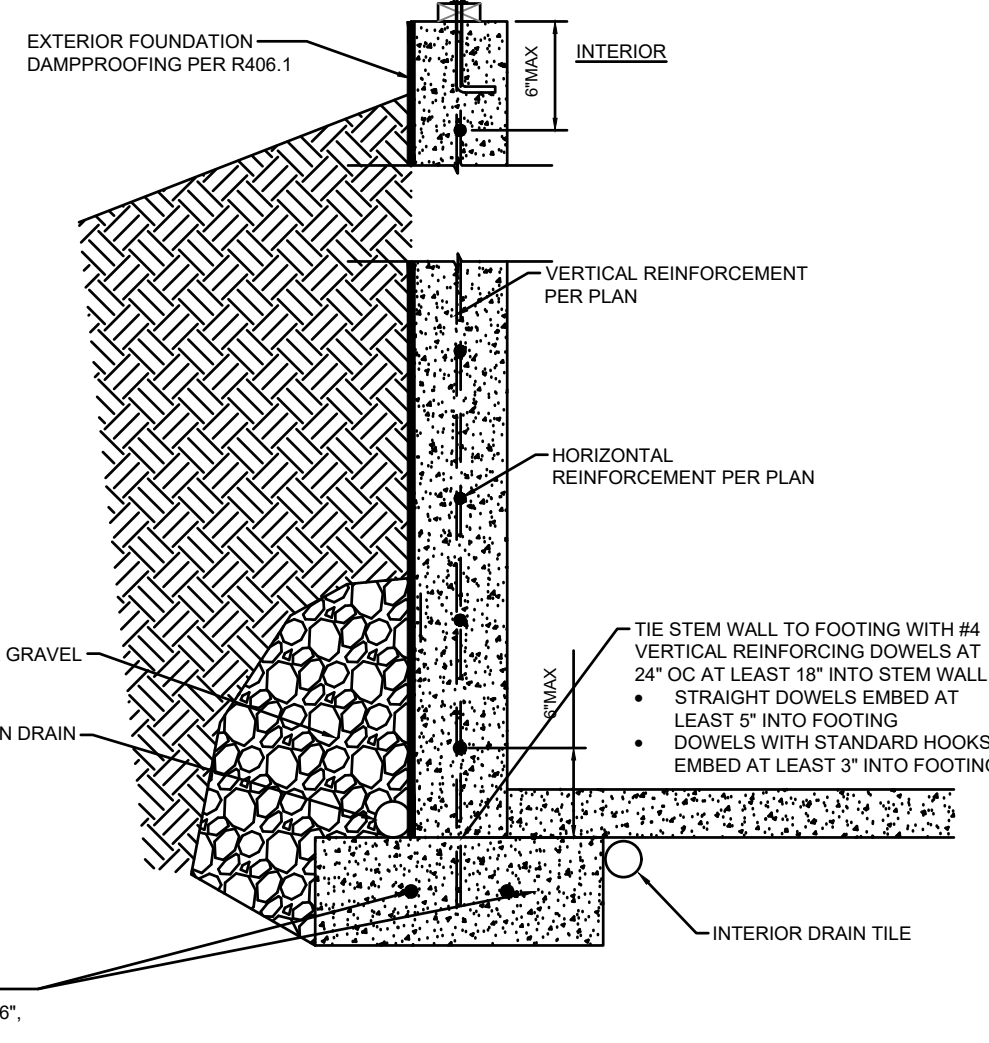 EXTERIOR FOUNDATION
DAMPPROOFING PER R406.1
6"MAX
INTERIOR
VERTICAL REINFORCEMENT
PER PLAN
HORIZONTAL
REINFORCEMENT PER PLAN
TIE STEM WALL TO FOOTING WITH #4
VERTICAL REINFORCING DOWELS AT
24" OC AT LEAST 18" INTO STEM WALL
• STRAIGHT DOWELS EMBED AT
LEAST 5" INTO FOOTING
• DOWELS WITH STANDARD HOOKS
EMBED AT LEAST 3" INTO FOOTING
6"MAX
GRAVEL
N DRAIN
INTERIOR DRAIN TILE
6",